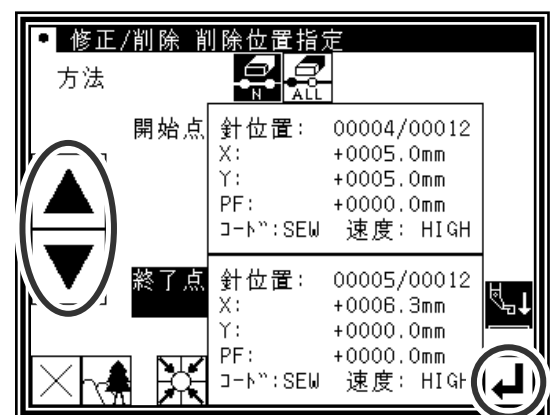 修正/削除 削除位置指定
方法
N ALL
開始点
針位置: 00004/00012
X: +0005.0mm
Y: +0005.0mm
PF: +0000.0mm
コード:SEW 速度: HIGH
終了点
針位置: 00005/00012
X: +0006.3mm
Y: +0000.0mm
PF: +0000.0mm
コード:SEW 速度: HIGH